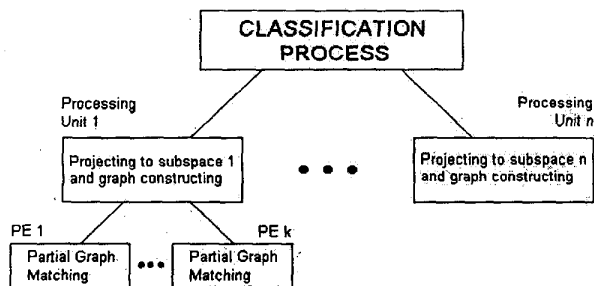 CLASSIFICATION
PROCESS
Processing
Unit 1
Processing
Unit n
Projecting to subspace 1
and graph constructing
Projecting to subspace n
and graph constructing
PE 1
PE k
Partial Graph
Matching
Partial Graph
Matching